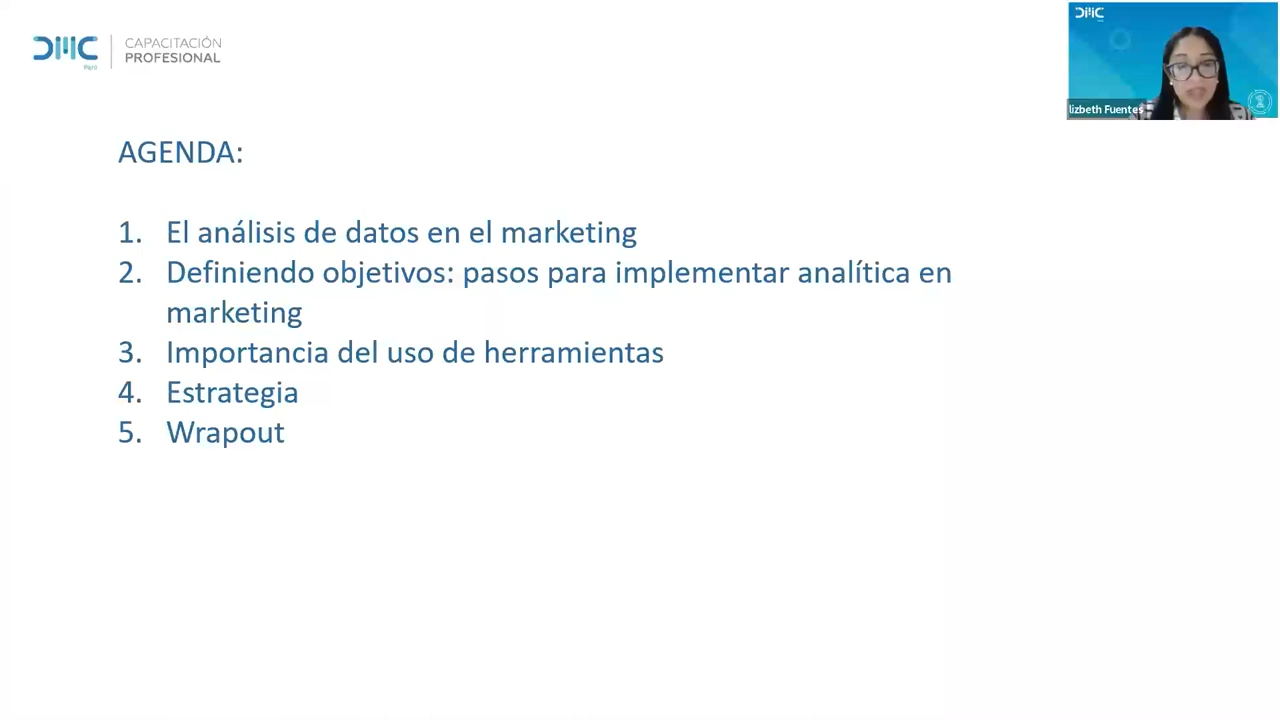 DMC
Perú
CAPACITACIÓN
PROFESIONAL
DMC
lizbeth Fuentes
AGENDA:
1. El análisis de datos en el marketing
2. Definiendo objetivos: pasos para implementar analítica en
marketing
3. Importancia del uso de herramientas
4. Estrategia
5. Wrapout